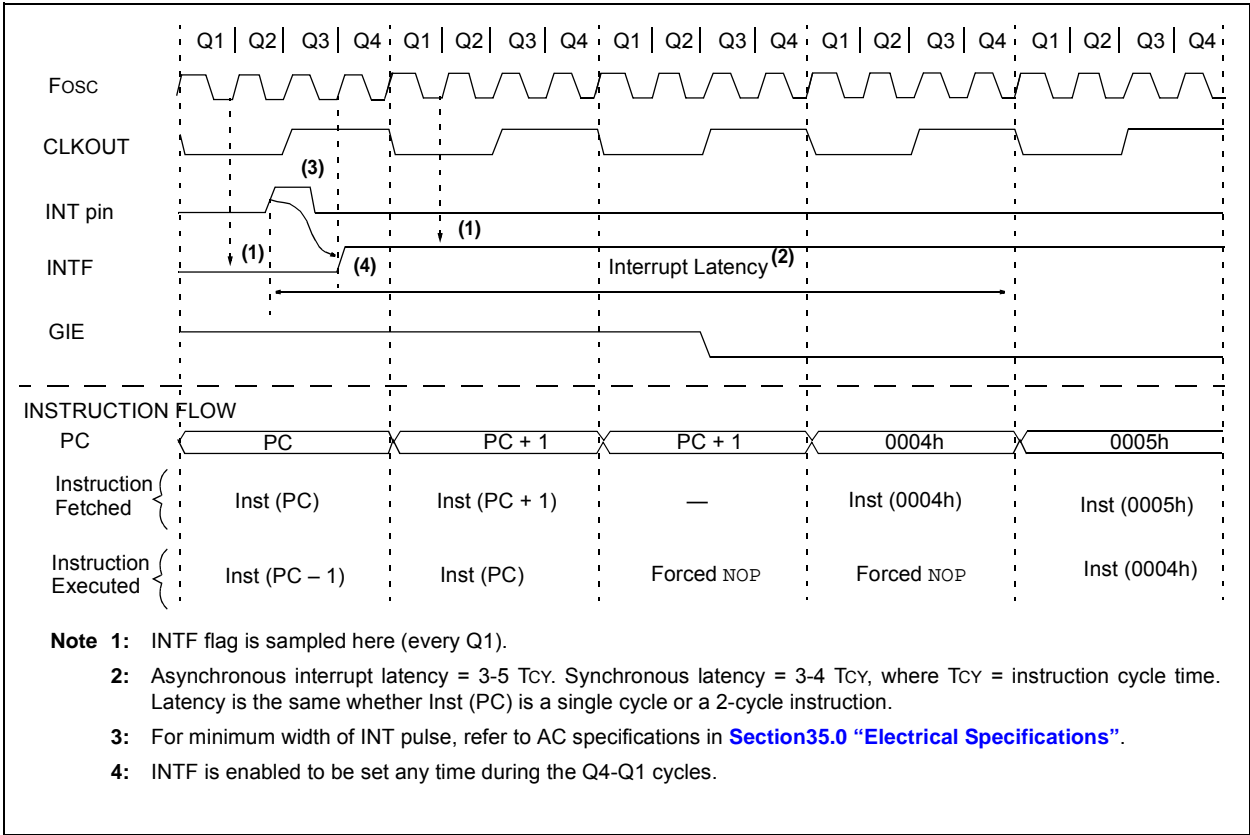 Q1 Q2 Q3 Q4 Q1 Q2 Q3 Q4 Q1 Q2 Q3 Q4 Q1 Q2 Q3 Q4 Q1 Q2 Q3 Q4
FOSC
CLKOUT
(3)
INT pin
(1)
(1)
INTF
(4)
Interrupt Latency(2)
GIE
INSTRUCTION FLOW
PC PC PC + 1 PC + 1 0004h 0005h
Instruction
Fetched
Inst (PC) Inst (PC + 1) — Inst (0004h) Inst (0005h)
Instruction
Executed
Inst (PC – 1) Inst (PC) Forced NOP Forced NOP Inst (0004h)
Note 1: INTF flag is sampled here (every Q1).
2: Asynchronous interrupt latency = 3-5 TCY. Synchronous latency = 3-4 TCY, where TCY = instruction cycle time.
Latency is the same whether Inst (PC) is a single cycle or a 2-cycle instruction.
3: For minimum width of INT pulse, refer to AC specifications in Section35.0 “Electrical Specifications”.
4: INTF is enabled to be set any time during the Q4-Q1 cycles.